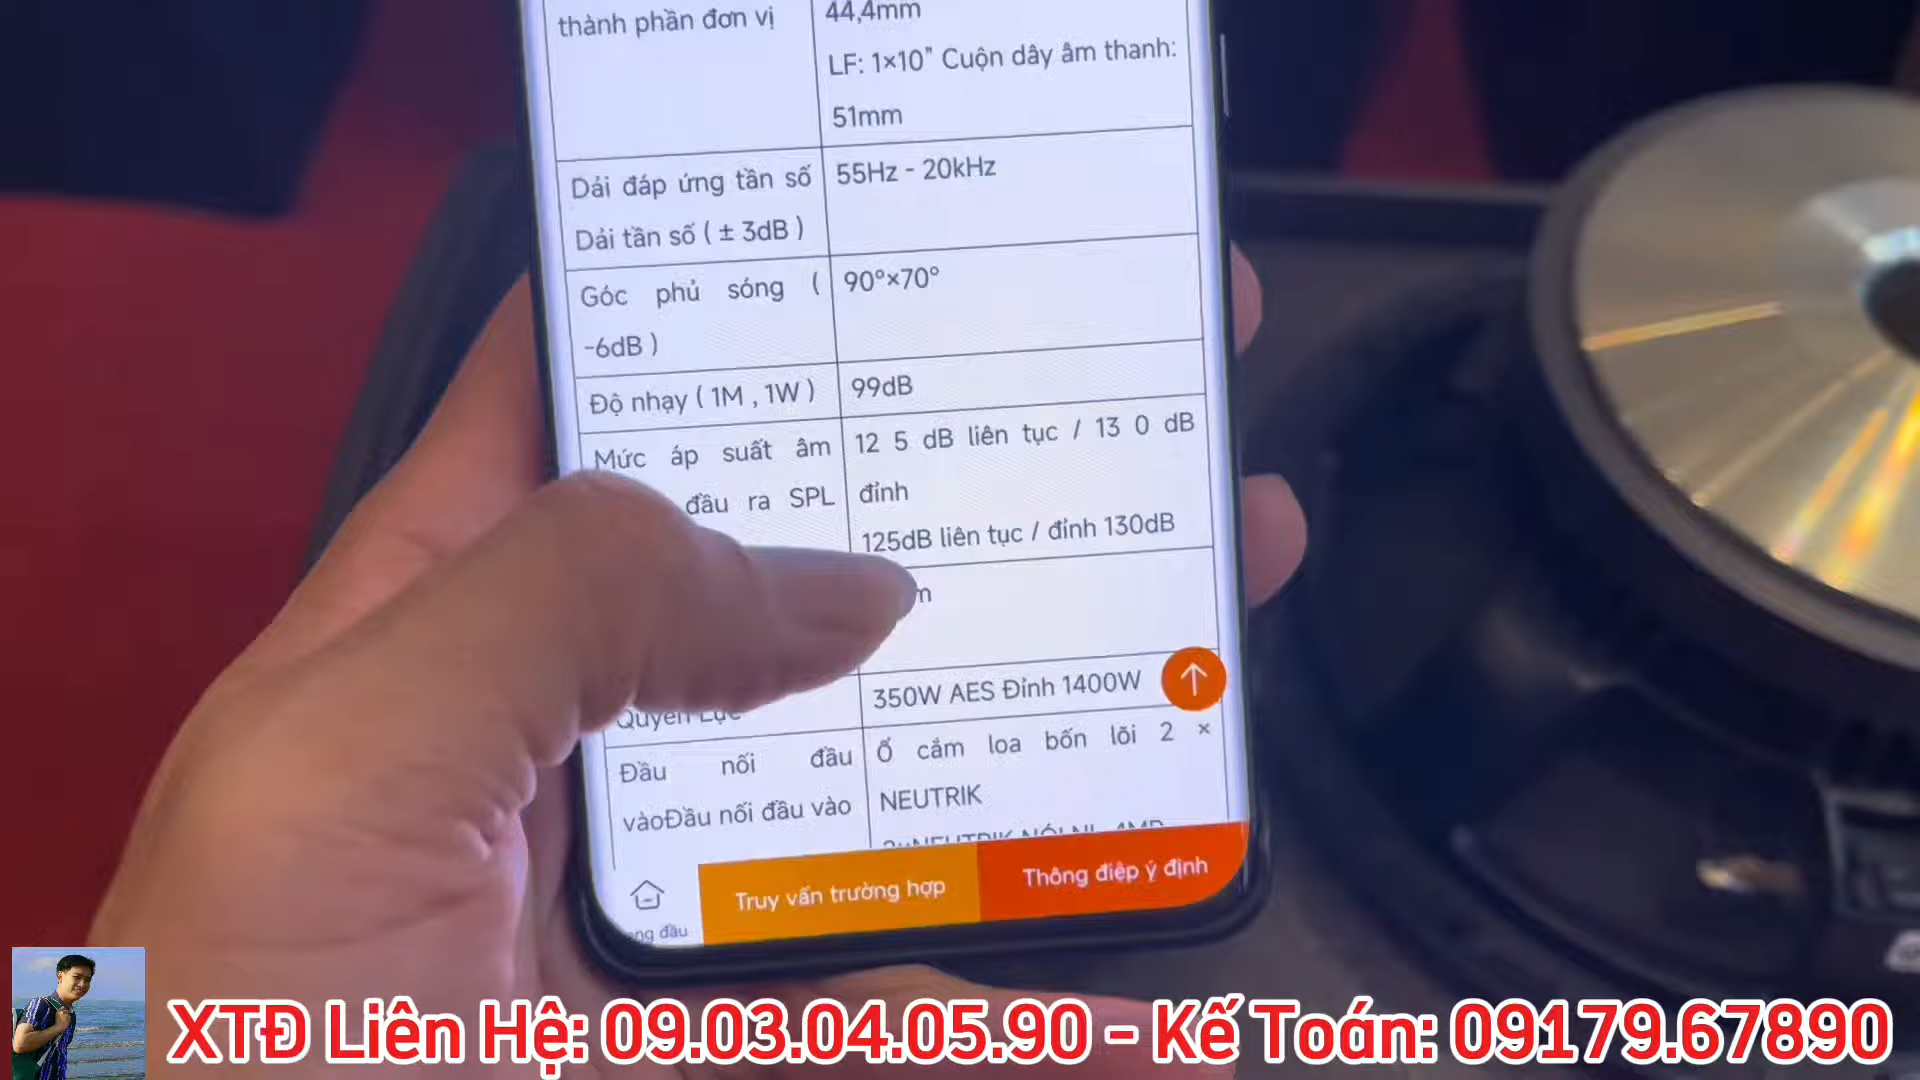 thành phần đơn vị
44,4mm
LF: 1×10" Cuộn dây âm thanh:
51mm
Dải đáp ứng tần số
Dải tần số ( ± 3dB )
55Hz - 20kHz
Góc phủ sóng (
-6dB )
90°×70°
Độ nhạy ( 1M , 1W )
99dB
Mức áp suất âm
đầu ra SPL
12 5 dB liên tục / 13 0 dB
đỉnh
125dB liên tục / đỉnh 130dB
350W AES Đỉnh 1400W
Đầu nối đầu
vàoĐầu nối đầu vào
Ổ cắm loa bốn lõi 2 ×
NEUTRIK
Truy vấn trường hợp
Thông điệp ý định
XTĐ Liên Hệ: 09.03.04.05.90 - Kế Toán: 09179.67890